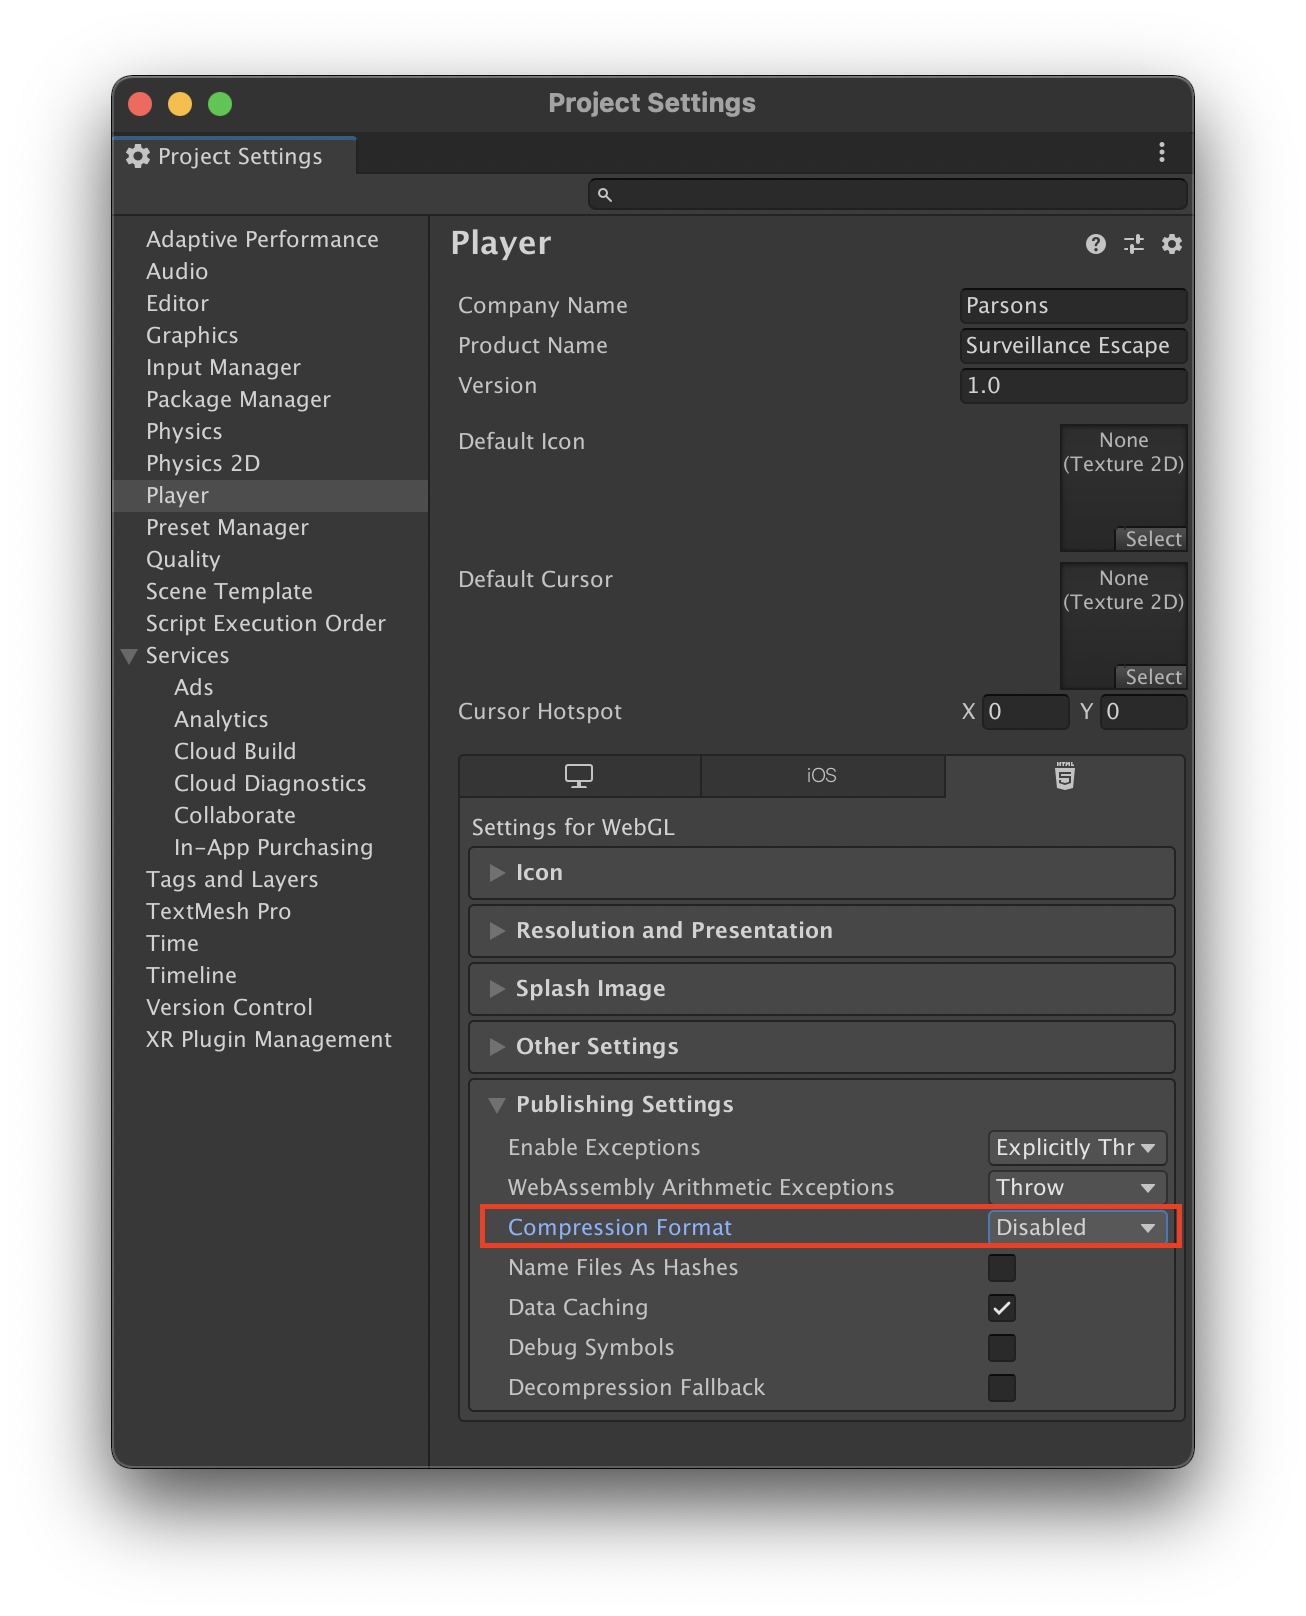 Project Settings
Project Settings
Adaptive Performance
Audio
Editor
Graphics
Input Manager
Package Manager
Physics
Physics 2D
Player
Preset Manager
Quality
Scene Template
Script Execution Order
Services
Ads
Analytics
Cloud Build
Cloud Diagnostics
Collaborate
In-App Purchasing
Tags and Layers
TextMesh Pro
Time
Timeline
Version Control
XR Plugin Management
Player
Company Name Parsons
Product Name Surveillance Escape
Version 1.0
Default Icon None
(Texture 2D)
Select
Default Cursor None
(Texture 2D)
Select
Cursor Hotspot X 0 Y 0
iOS HTML 5
Settings for WebGL
Icon
Resolution and Presentation
Splash Image
Other Settings
Publishing Settings
Enable Exceptions Explicitly Thr
WebAssembly Arithmetic Exceptions Throw
Compression Format Disabled
Name Files As Hashes
Data Caching
Debug Symbols
Decompression Fallback